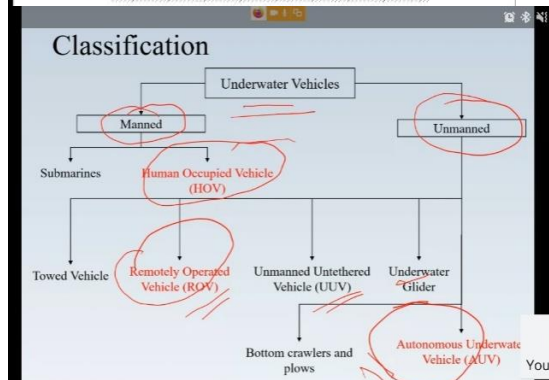 Classification
Underwater Vehicles
Manned
Unmanned
Submarines
Human Occupied Vehicle
(HOV)
Towed Vehicle
Remotely Operated
Vehicle (ROV)
Unmanned Untethered
Vehicle (UUV)
Underwater
Glider
Bottom crawlers and
plows
Autonomous Underwate
Vehicle (AUV)
You